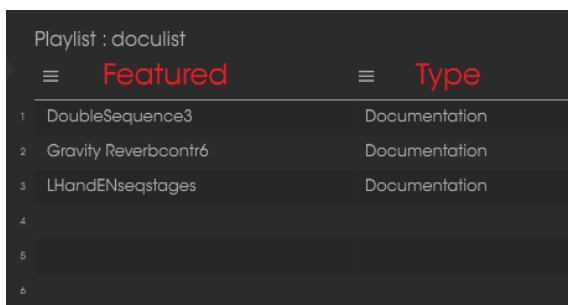 Playlist : doculist
Featured Type
1 DoubleSequence3 Documentation
2 Gravity Reverbcontr6 Documentation
3 LHandENseqstages Documentation
4
5
6